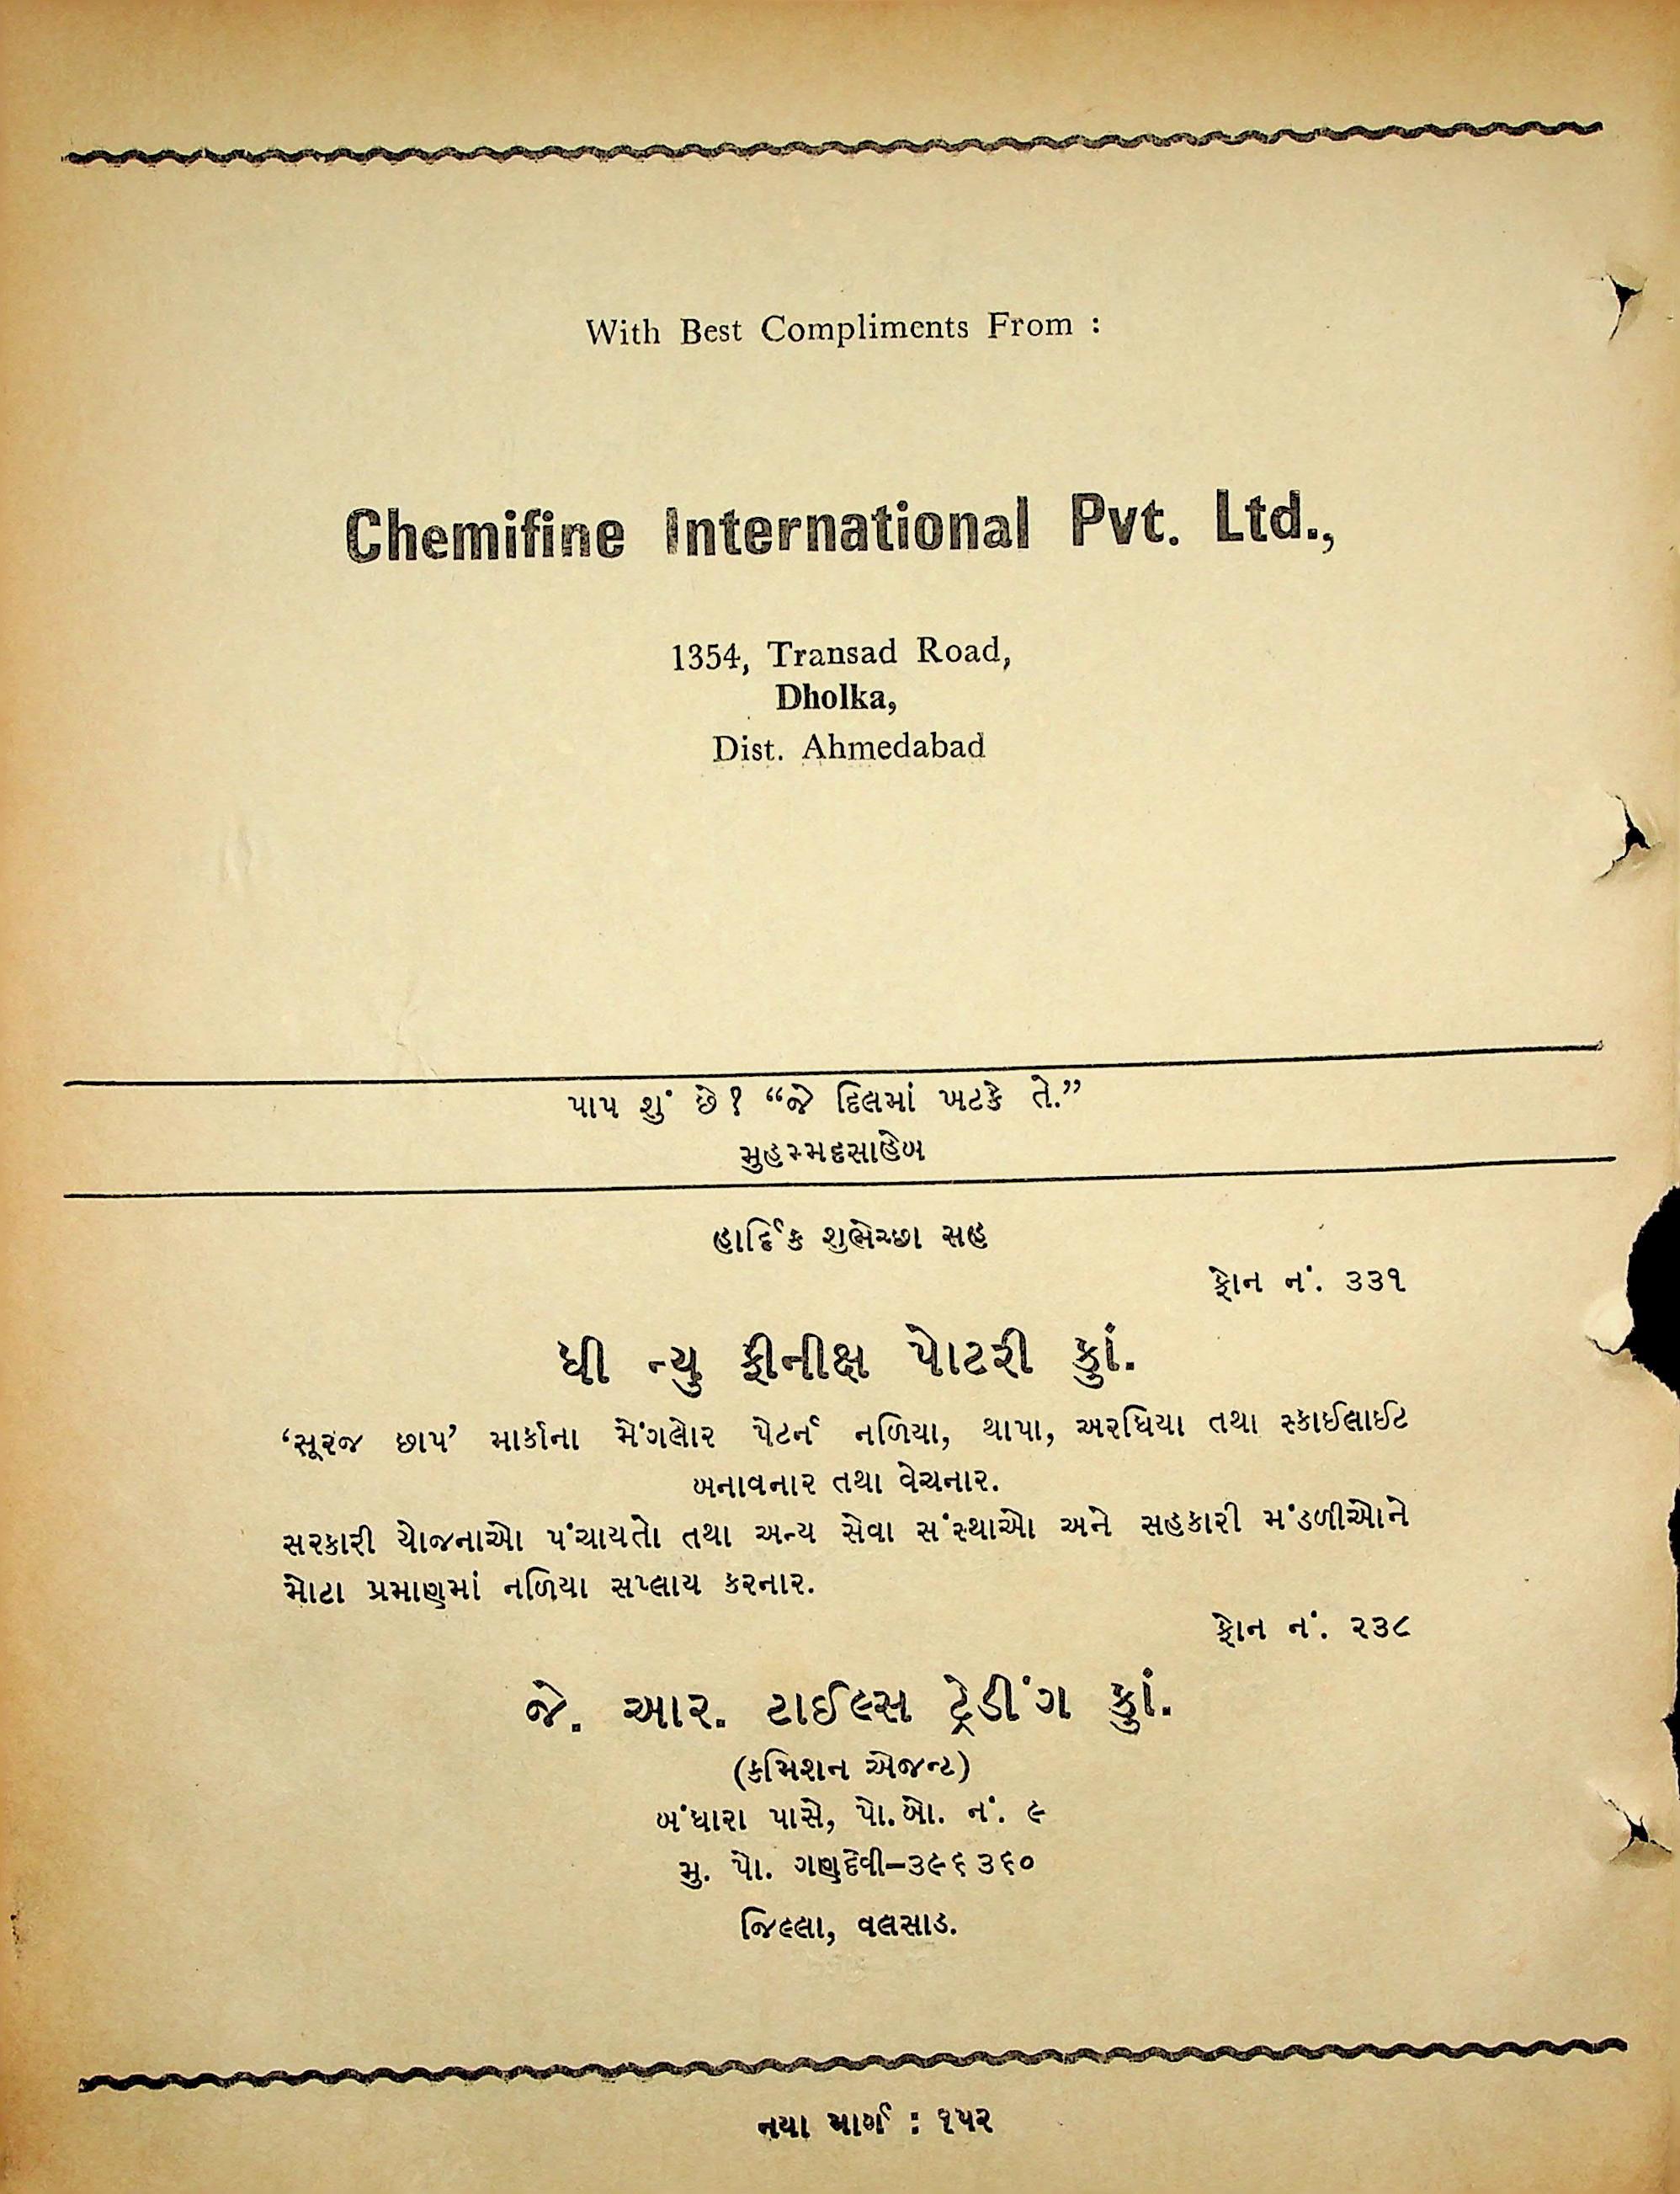 With Best Compliments From :
Chemifine International Pvt. Ltd.,
1354, Transad Road,
Dholka,
Dist. Ahmedabad
પાપ શું છે? “જે દિલમાં ખટકે તે.”
મુહમ્મદસાહેબ
હાર્દિક શુભેચ્છા સહ
ફોન નં. ૩૩૧
ધી ન્યુ ફીનીક્ષ પોટરી કું.
‘સૂરજ છાપ’ માર્કાના મેંગલોર પેટર્ન નળિયા, થાપા, અરધિયા તથા સ્કાઈલાઈટ
બનાવનાર તથા વેચનાર.
સરકારી યોજનાઓ પંચાયતો તથા અન્ય સેવા સંસ્થાઓ અને સહકારી મંડળીઓને
મોટા પ્રમાણમાં નળિયા સપ્લાય કરનાર.
ફોન નં. ૨૩૮
જે. આર. ટાઈલ્સ ટ્રેડીંગ કું.
(કમિશન એજન્ટ)
બંધારા પાસે, પો.બો. નં. ૯
મુ. પો. ગણદેવી–૩૯૬૩૬૦
જિલ્લા, વલસાડ.
નયા માર્ગ : ૧૫૨